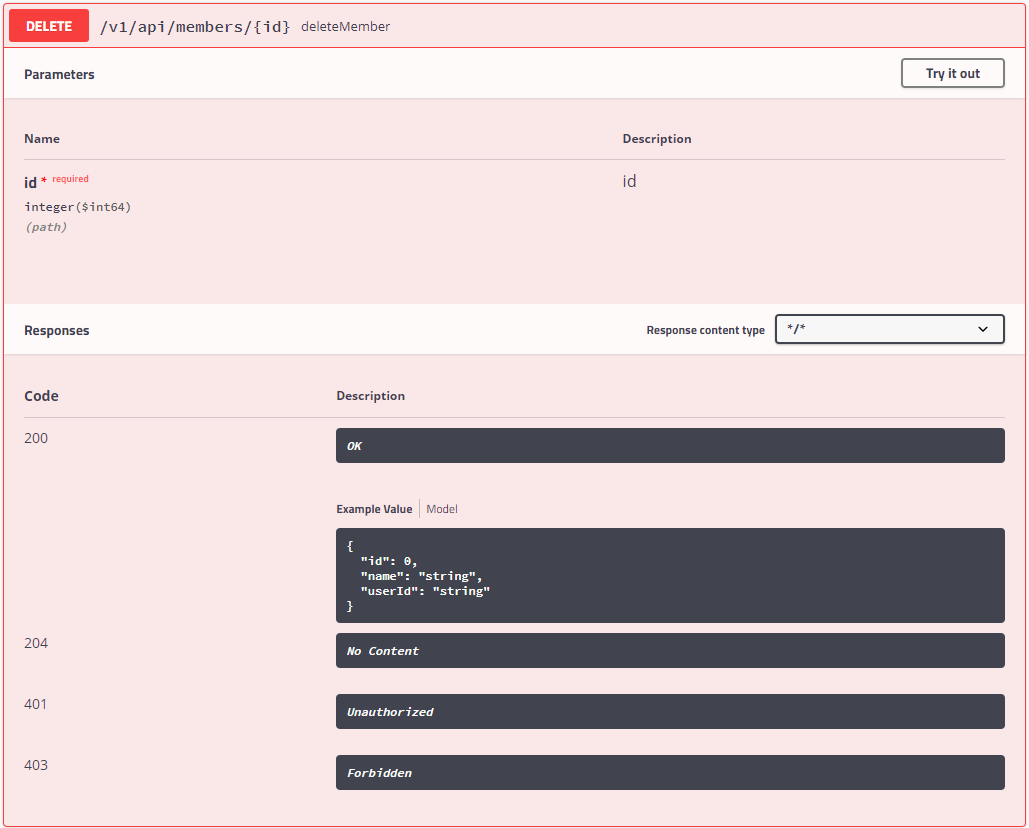 DELETE /v1/api/members/{id} deleteMember
Parameters Try it out
Name Description
id * required id
integer($int64)
(path)
Responses Response content type */*
Code Description
200 OK
Example Value Model
{
"id": 0,
"name": "string",
"userId": "string"
}
204 No Content
401 Unauthorized
403 Forbidden